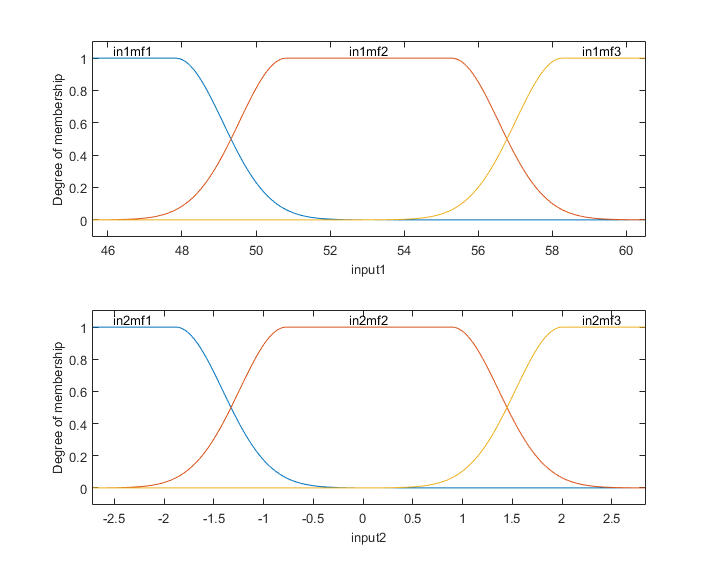 in1mf1 in1mf2 in1mf3
1
0.8
0.6
0.4
0.2
0
Degree of membership
46 48 50 52 54 56 58 60
input1
in2mf1 in2mf2 in2mf3
1
0.8
0.6
0.4
0.2
0
Degree of membership
-2.5 -2 -1.5 -1 -0.5 0 0.5 1 1.5 2 2.5
input2